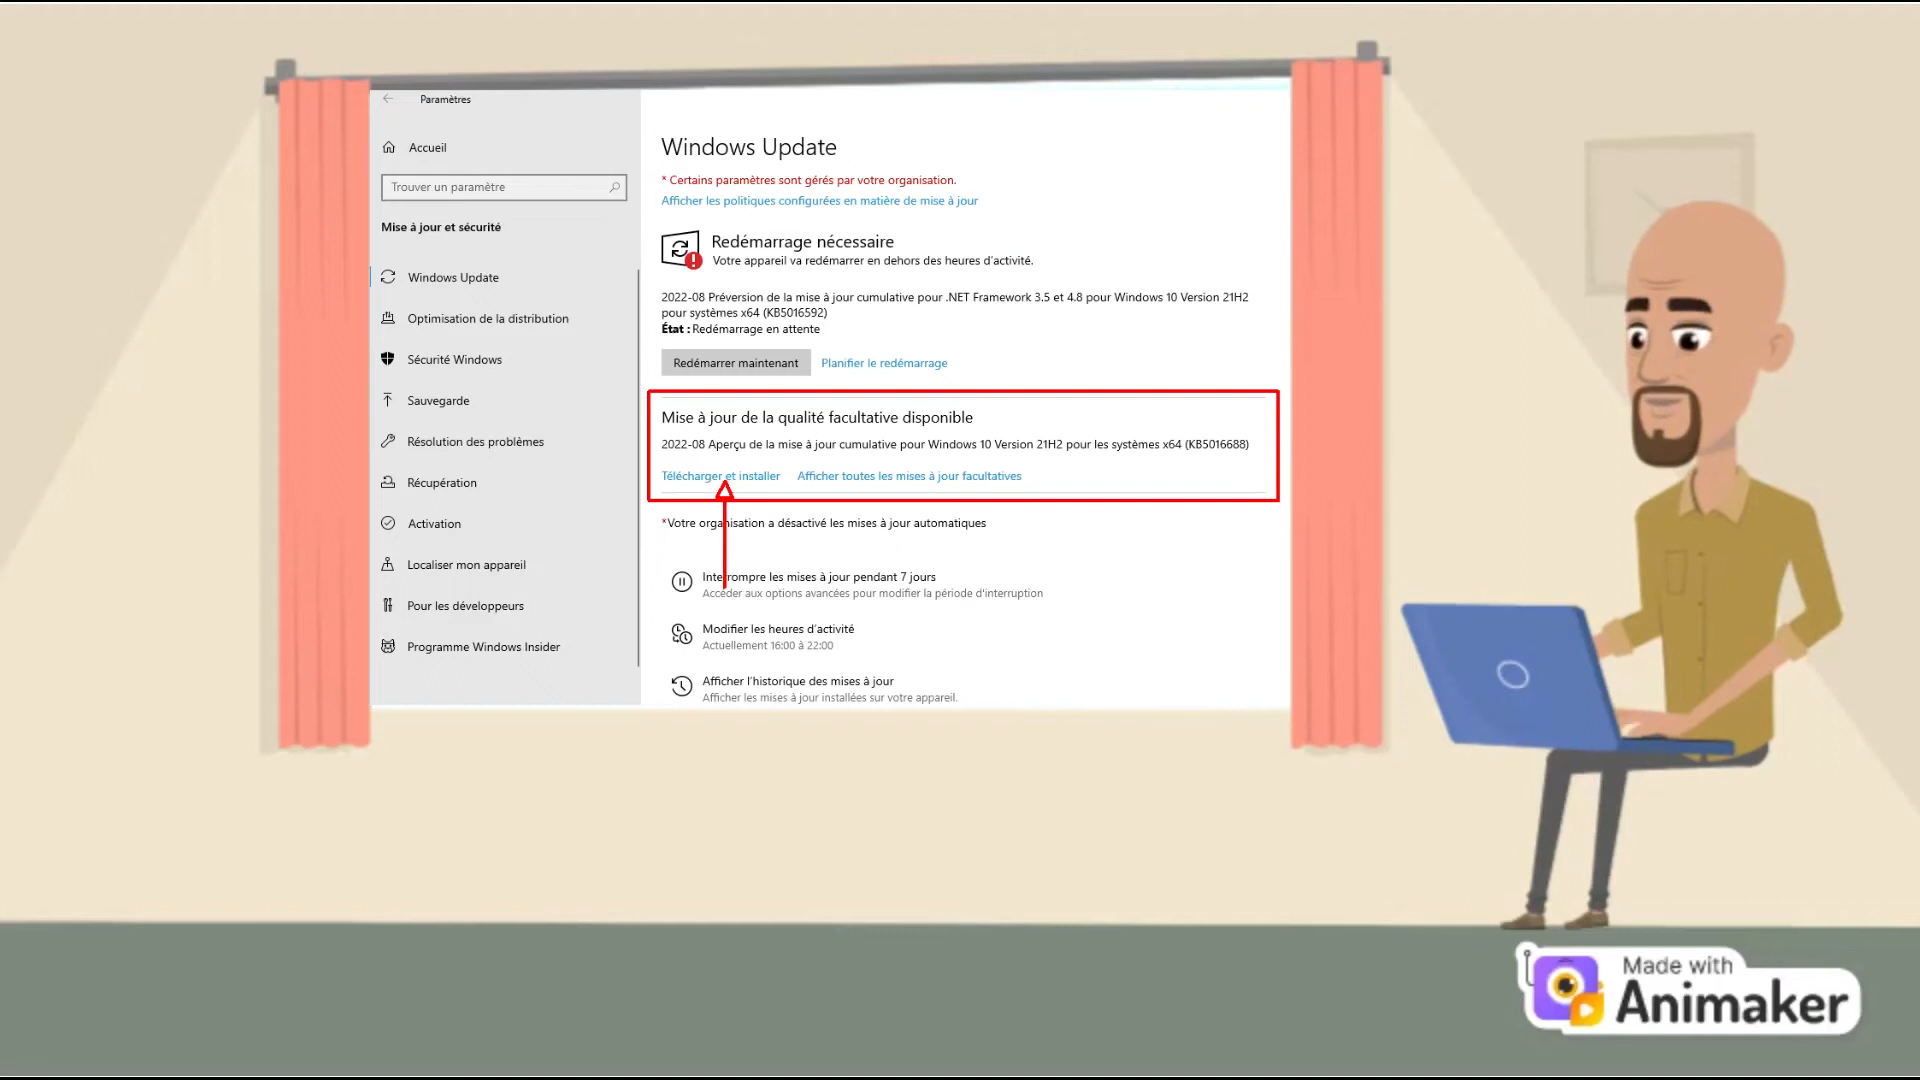 Paramètres
Accueil
Trouver un paramètre
Mise à jour et sécurité
Windows Update
Optimisation de la distribution
Sécurité Windows
Sauvegarde
Résolution des problèmes
Récupération
Activation
Localiser mon appareil
Pour les développeurs
Programme Windows Insider
Windows Update
* Certains paramètres sont gérés par votre organisation.
Afficher les politiques configurées en matière de mise à jour
Redémarrage nécessaire
Votre appareil va redémarrer en dehors des heures d'activité.
2022-08 Préversion de la mise à jour cumulative pour .NET Framework 3.5 et 4.8 pour Windows 10 Version 21H2
pour systèmes x64 (KB5016592)
État : Redémarrage en attente
Redémarrer maintenant Planifier le redémarrage
Mise à jour de la qualité facultative disponible
2022-08 Aperçu de la mise à jour cumulative pour Windows 10 Version 21H2 pour les systèmes x64 (KB5016688)
Télécharger et installer Afficher toutes les mises à jour facultatives
*Votre organisation a désactivé les mises à jour automatiques
Interrompre les mises à jour pendant 7 jours
Accéder aux options avancées pour modifier la période d'interruption
Modifier les heures d'activité
Actuellement 16:00 à 22:00
Afficher l'historique des mises à jour
Afficher les mises à jour installées sur votre appareil.
Made with
Animaker